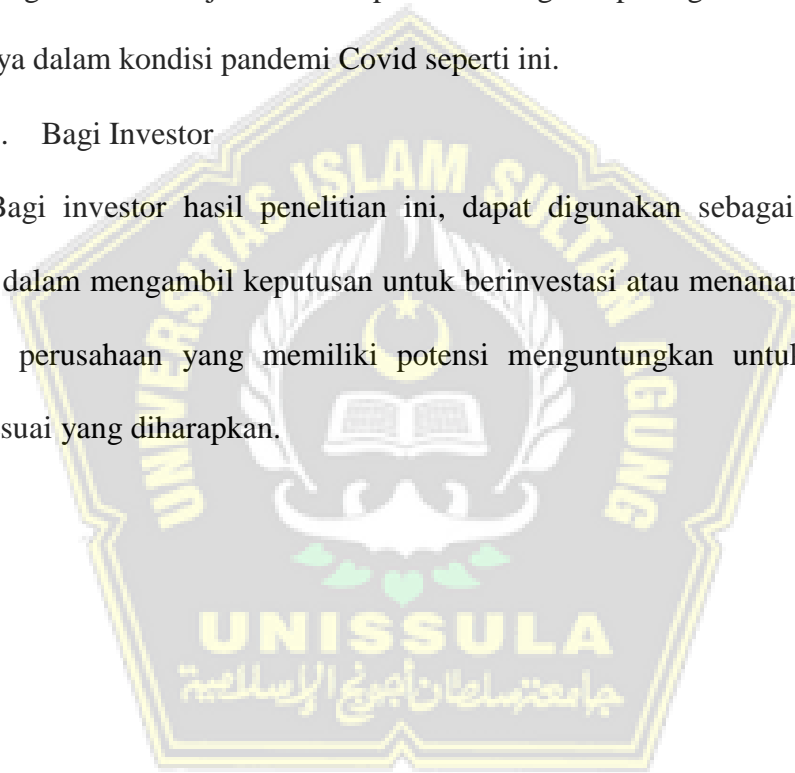 ya dalam kondisi pandemi Covid seperti ini.
. Bagi Investor
Bagi investor hasil penelitian ini, dapat digunakan sebagai
dalam mengambil keputusan untuk berinvestasi atau menanam
perusahaan yang memiliki potensi menguntungkan untuk
suai yang diharapkan.
UNIVERSITAS ISLAM SULTAN AGUNG
UNISSULA
جامعتنسلطان أجونج الإسلامية